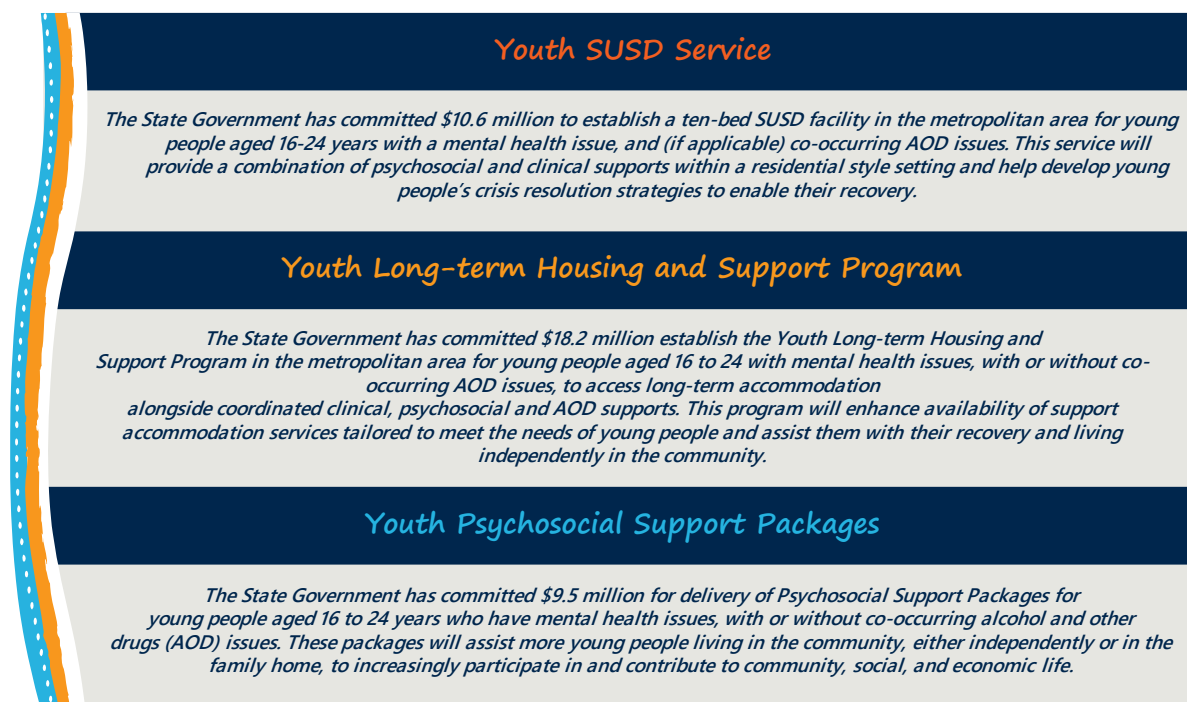 Youth SUSD Service
The State Government has committed $10.6 million to establish a ten-bed SUSD facility in the metropolitan area for young
people aged 16-24 years with a mental health issue, and (if applicable) co-occurring AOD issues. This service will
provide a combination of psychosocial and clinical supports within a residential style setting and help develop young
people's crisis resolution strategies to enable their recovery.
Youth Long-term Housing and Support Program
The State Government has committed $18.2 million establish the Youth Long-term Housing and
Support Program in the metropolitan area for young people aged 16 to 24 with mental health issues, with or without co-
occurring AOD issues, to access long-term accommodation
alongside coordinated clinical, psychosocial and AOD supports. This program will enhance availability of support
accommodation services tailored to meet the needs of young people and assist them with their recovery and living
independently in the community.
Youth Psychosocial Support Packages
The State Government has committed $9.5 million for delivery of Psychosocial Support Packages for
young people aged 16 to 24 years who have mental health issues, with or without co-occurring alcohol and other
drugs (AOD) issues. These packages will assist more young people living in the community, either independently or in the
family home, to increasingly participate in and contribute to community, social, and economic life.